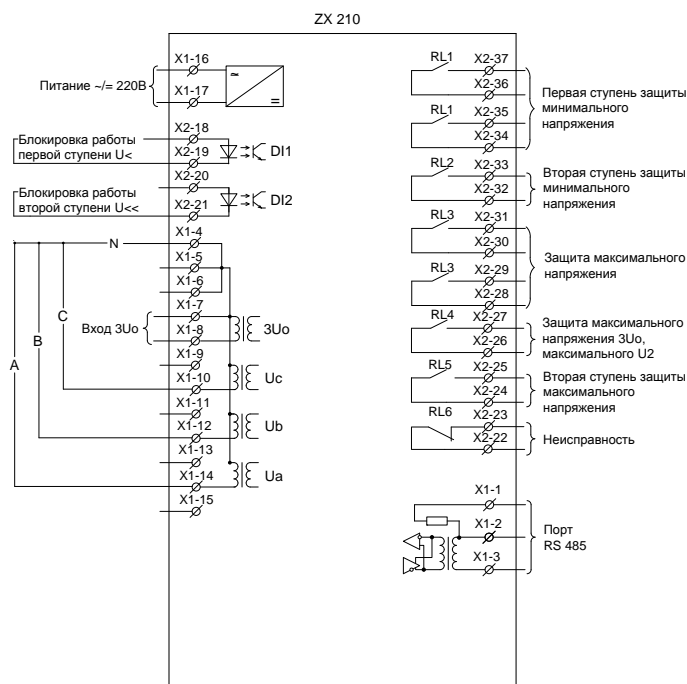 ZX 210
X1-16
Питание ~/= 220В
X1-17
X2-18
Блокировка работы
первой ступени U<
X2-19
DI1
X2-20
Блокировка работы
второй ступени U<<
X2-21
DI2
X1-4
N
X1-5
X1-6
X1-7
Вход 3Uo
X1-8
3Uo
X1-9
X1-10
Uc
X1-11
X1-12
Ub
X1-13
X1-14
Ua
X1-15
A
B
C
RL1
X2-37
X2-36
RL1
X2-35
X2-34
Первая ступень защиты
минимального
напряжения
RL2
X2-33
X2-32
Вторая ступень защиты
минимального
напряжения
RL3
X2-31
X2-30
RL3
X2-29
X2-28
Защита максимального
напряжения
RL4
X2-27
X2-26
Защита максимального
напряжения 3Uo,
максимального U2
RL5
X2-25
X2-24
Вторая ступень защиты
максимального
напряжения
RL6
X2-23
X2-22
Неисправность
X1-1
X1-2
X1-3
Порт
RS 485